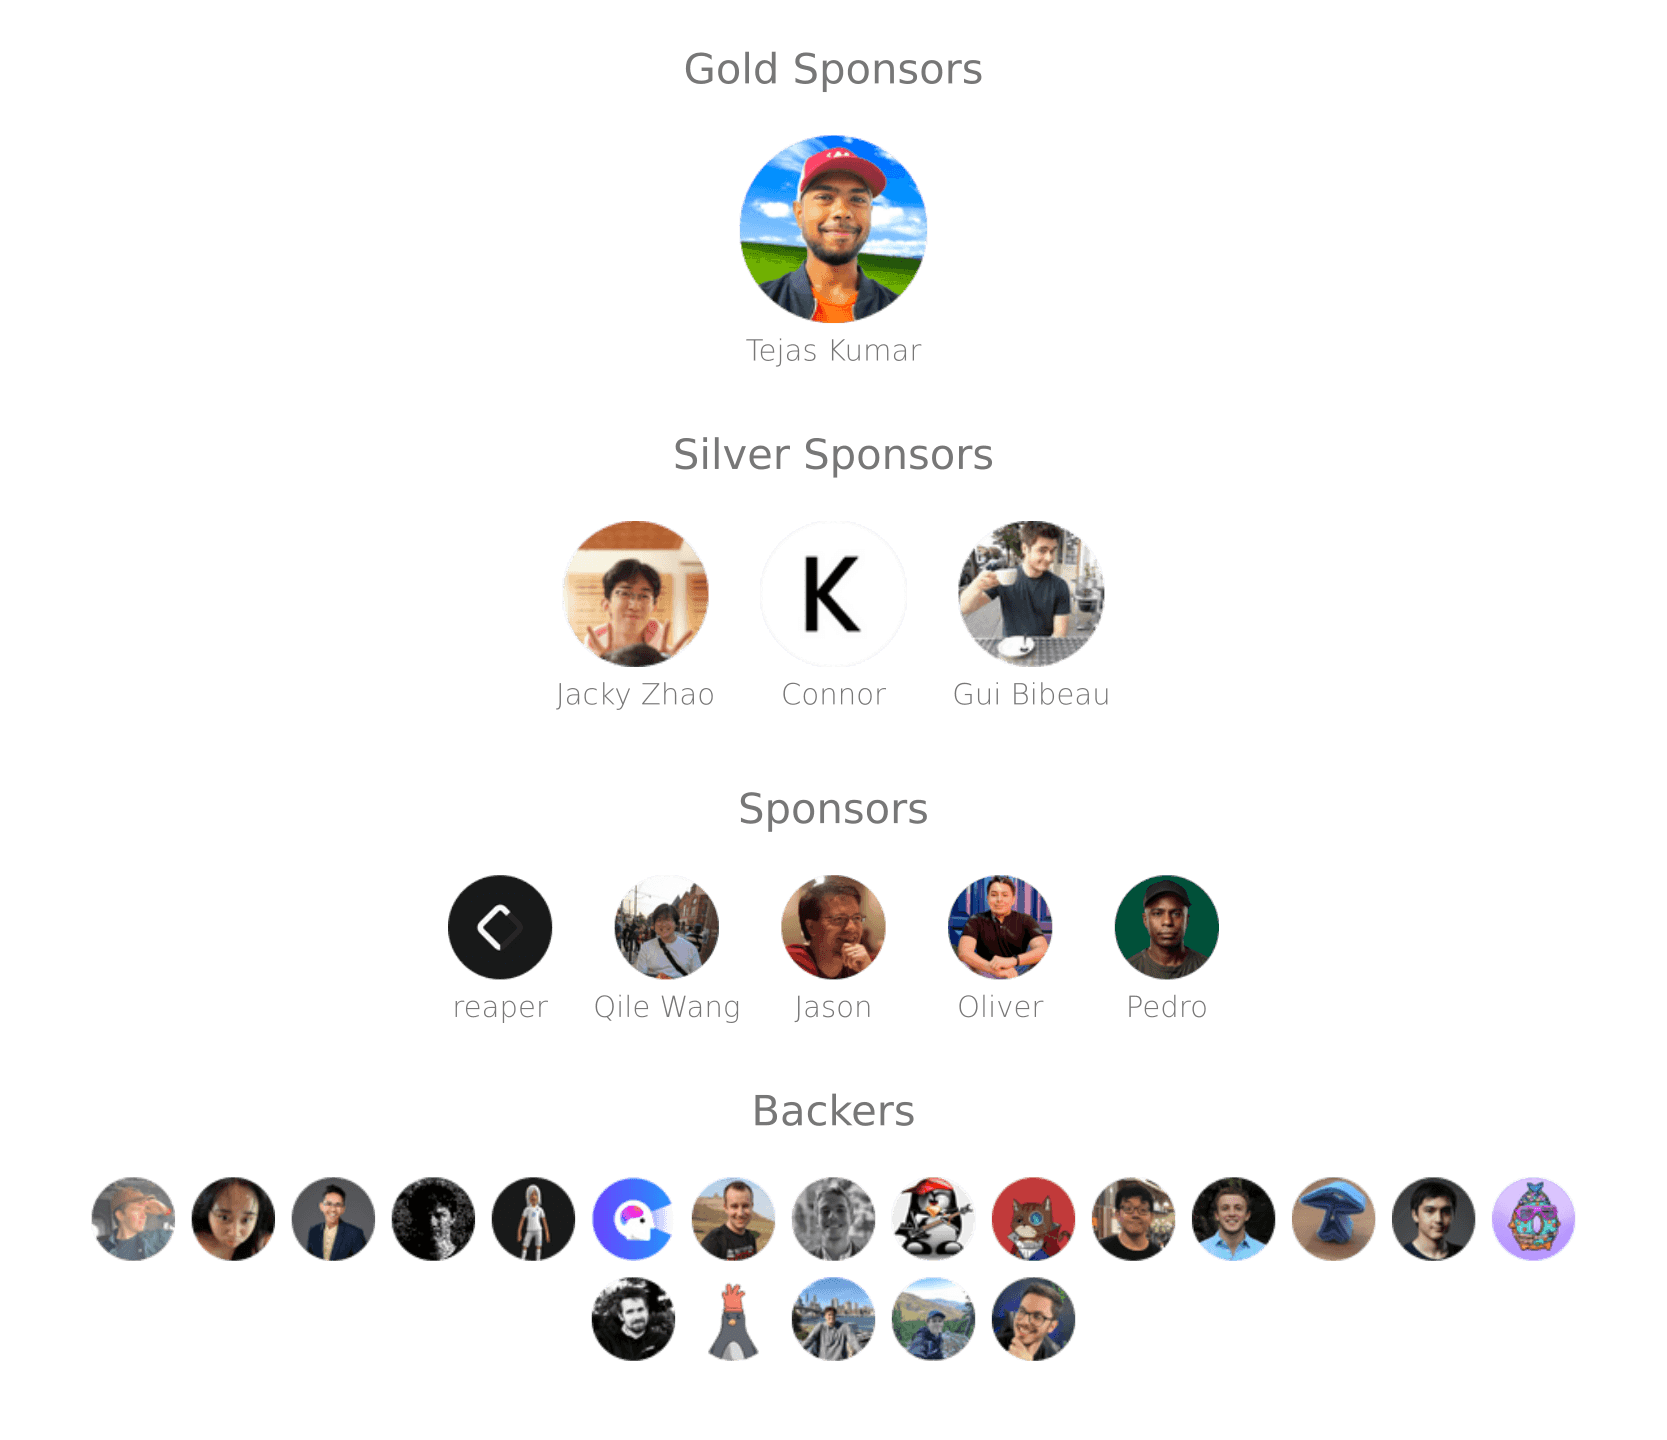 Gold Sponsors
Tejas Kumar
Silver Sponsors
K
Jacky Zhao Connor Gui Bibeau
Sponsors
reaper Qile Wang Jason Oliver Pedro
Backers